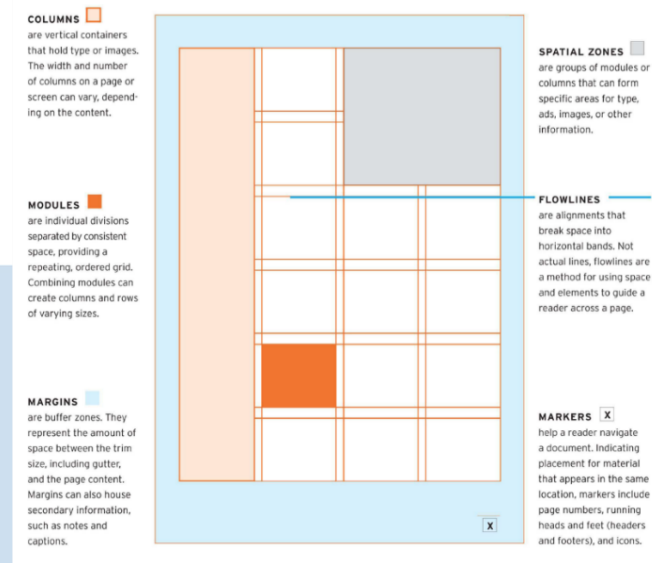 COLUMNS
are vertical containers
that hold type or images.
The width and number
of columns on a page or
screen can vary, depend-
ing on the content.
MODULES
are individual divisions
separated by consistent
space, providing a
repeating, ordered grid.
Combining modules can
create columns and rows
of varying sizes.
MARGINS
are buffer zones. They
represent the amount of
space between the trim
size, including gutter,
and the page content.
Margins can also house
secondary information,
such as notes and
captions.
X
SPATIAL ZONES
are groups of modules or
columns that can form
specific areas for type,
ads, images, or other
information.
FLOWLINES
are alignments that
break space into
horizontal bands. Not
actual lines, flowlines are
a method for using space
and elements to guide a
reader across a page.
MARKERS X
help a reader navigate
a document. Indicating
placement for material
that appears in the same
location, markers include
page numbers, running
heads and feet (headers
and footers), and icons.